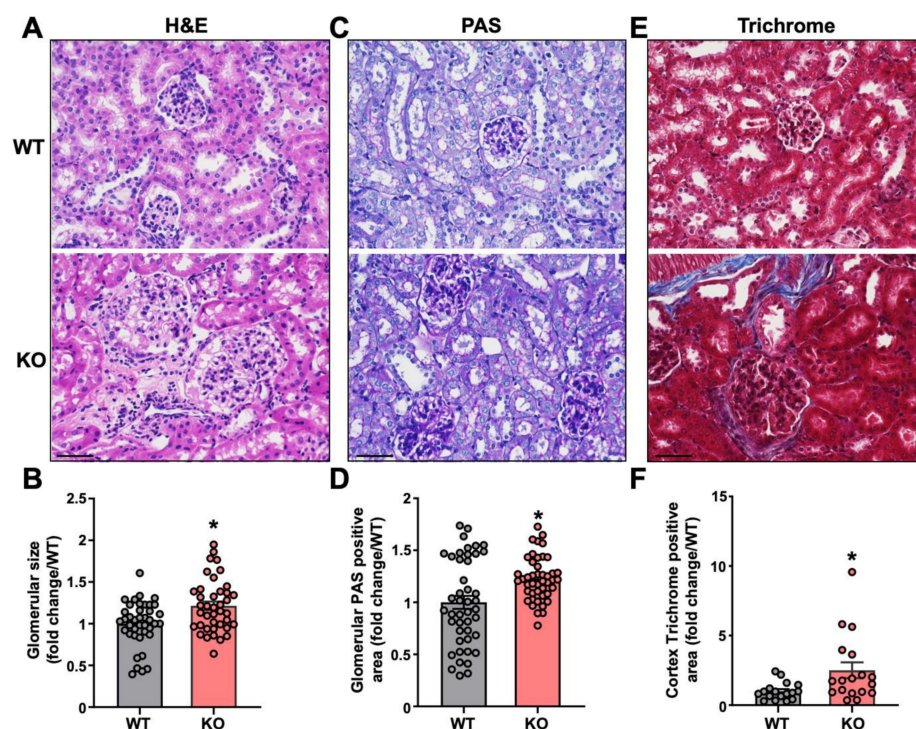 A H&E C PAS E Trichrome
WT
KO
B D F
Glomerular size
(fold change/WT)
2.5
2
1.5
1
0.5
0
*
WT KO
Glomerular PAS positive
area (fold change/WT)
2
1.5
1
0.5
0
*
WT KO
Cortex Trichrome positive
area (fold change/WT)
15
10
5
0
*
WT KO